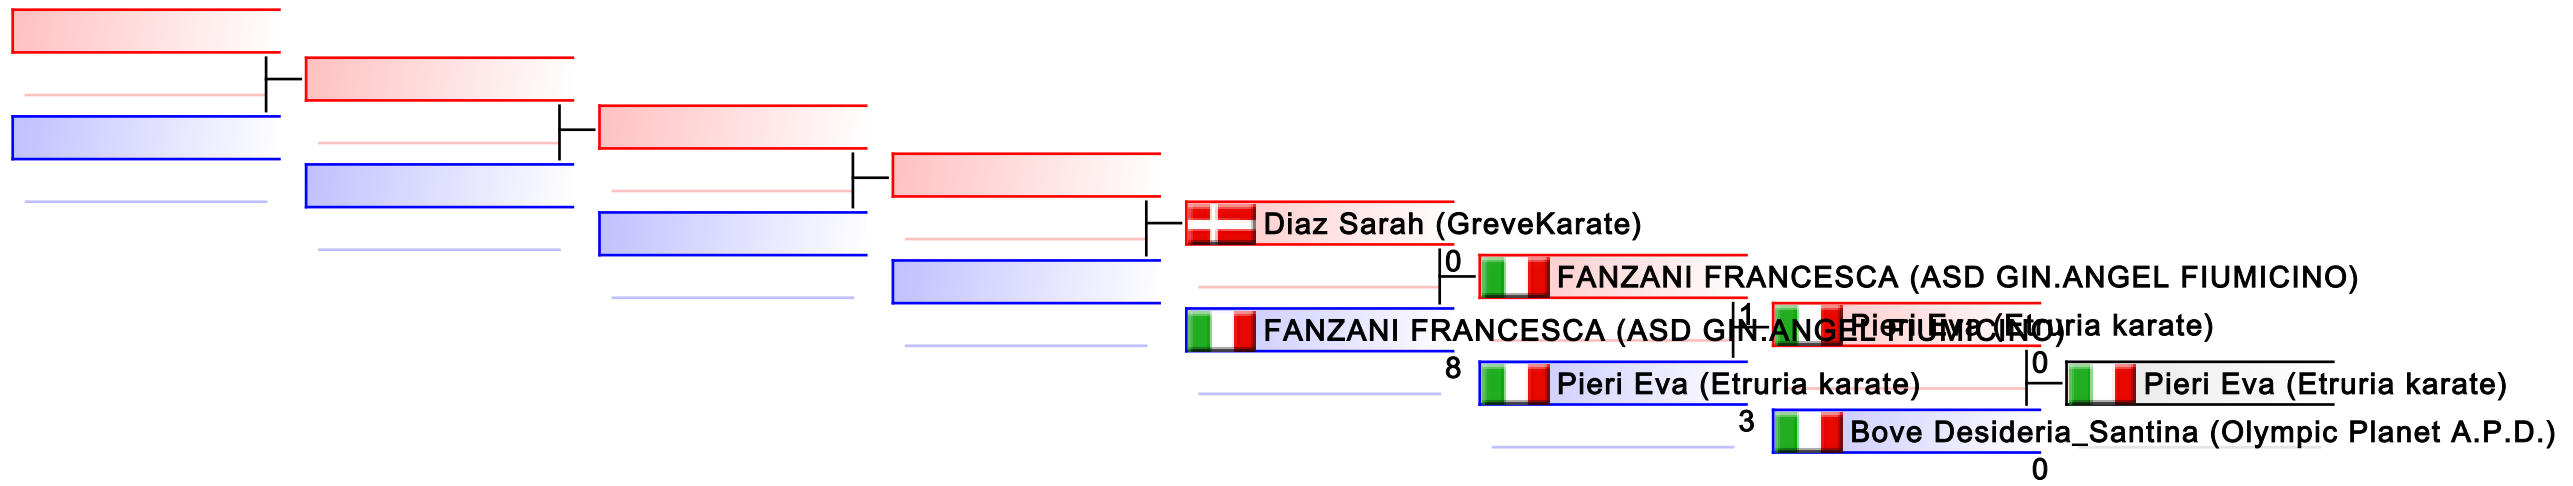 Diaz Sarah (GreveKarate)
0
FANZANI FRANCESCA (ASD GIN.ANGEL FIUMICINO)
8
FANZANI FRANCESCA (ASD GIN.ANGEL FIUMICINO)
1
Pieri Eva (Etruria karate)
3
Pieri Eva (Etruria karate)
0
Bove Desideria_Santina (Olympic Planet A.P.D.)
0
Pieri Eva (Etruria karate)